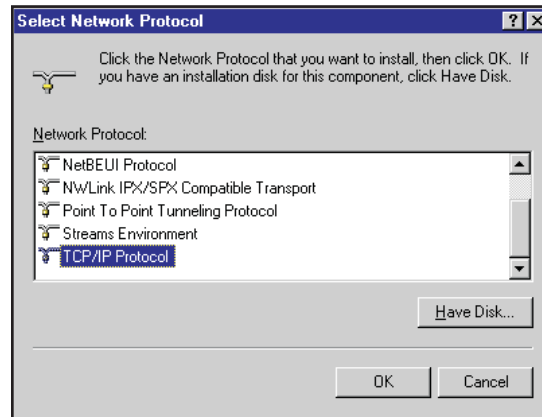 Select Network Protocol
Click the Network Protocol that you want to install, then click OK. If
you have an installation disk for this component, click Have Disk.
Network Protocol:
NetBEUI Protocol
NWLink IPX/SPX Compatible Transport
Point To Point Tunneling Protocol
Streams Environment
TCP/IP Protocol
Have Disk...
OK
Cancel